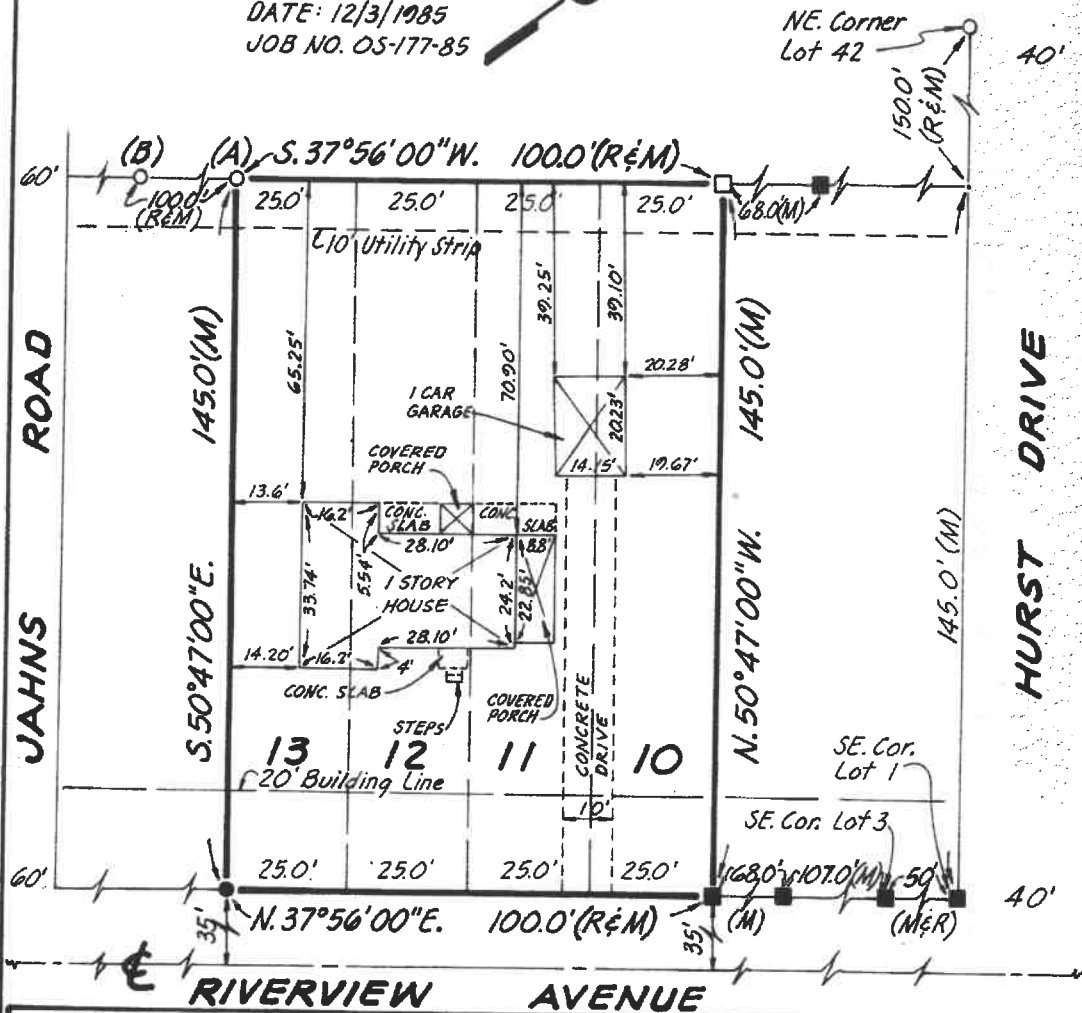 DATE: 12/3/1985
JOB NO. OS-177-85
NE. Corner
Lot 42
40'
150.0'
(R&M)
60'
(B)
(A)
S. 37°56'00"W. 100.0' (R&M)
100.0'
(R&M)
25.0'
25.0'
25.0'
25.0'
68.0'(M)
10' Utility Strip
JAHNS ROAD
145.0'(M)
S.50°47'00"E.
65.25'
70.90'
39.25'
39.10'
20.28'
1 CAR
GARAGE
20.23'
14.15'
19.67'
COVERED
PORCH
13.6'
16.2'
CONC.
SLAB
CONC.
SLAB
28.10'
8.8'
33.74'
5.54'
1 STORY
HOUSE
24.2'
22.85'
28.10'
14.20'
16.2'
4'
CONC. SLAB
STEPS
COVERED
PORCH
CONCRETE
DRIVE
145.0'(M)
N.50°47'00"W.
145.0' (M)
HURST DRIVE
13
12
11
10
20' Building Line
10'
SE. Cor.
Lot 1
SE. Cor. Lot 3
60'
25.0'
25.0'
25.0'
25.0'
168.0'
107.0'(M)
50'
40'
(M)
(M&R)
35'
N.37°56'00"E. 100.0'(R&M)
35'
RIVERVIEW AVENUE